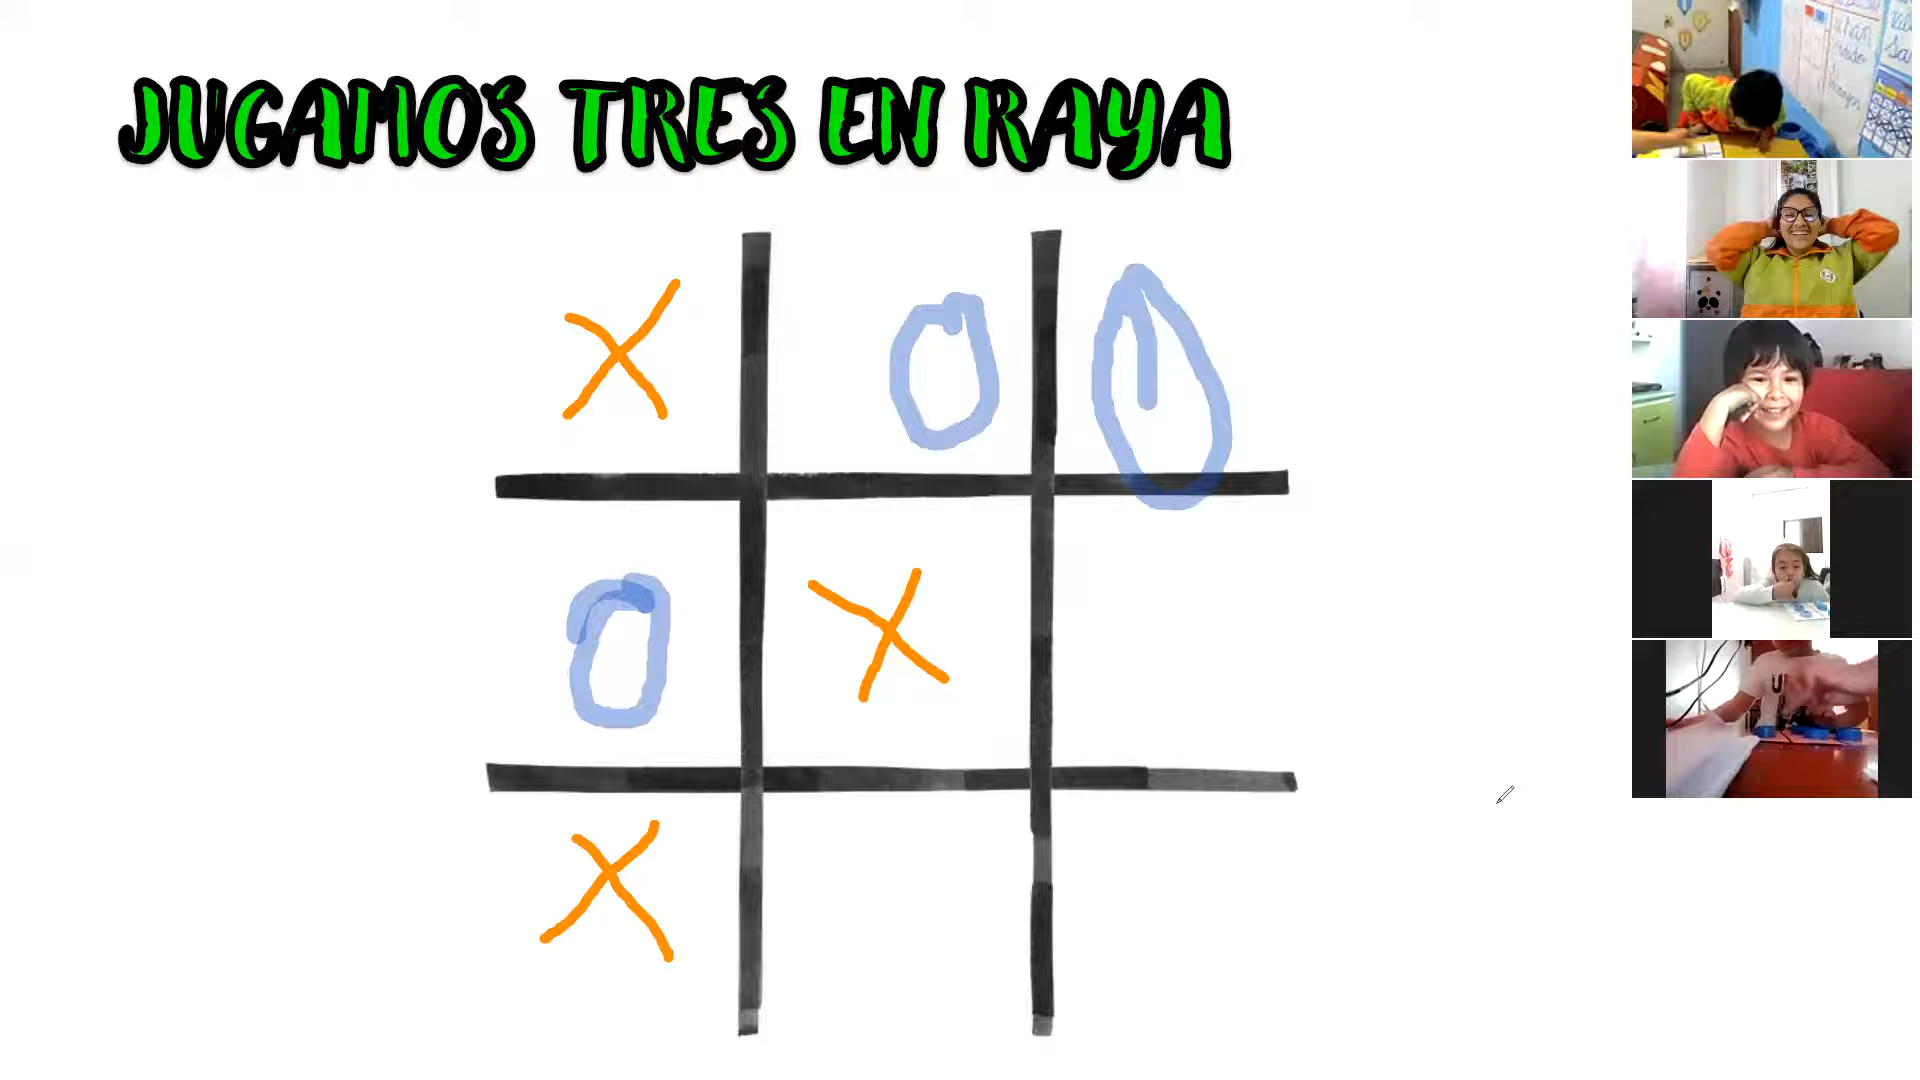 JUGAMOS TRES EN RAYA
X O O
O X
X